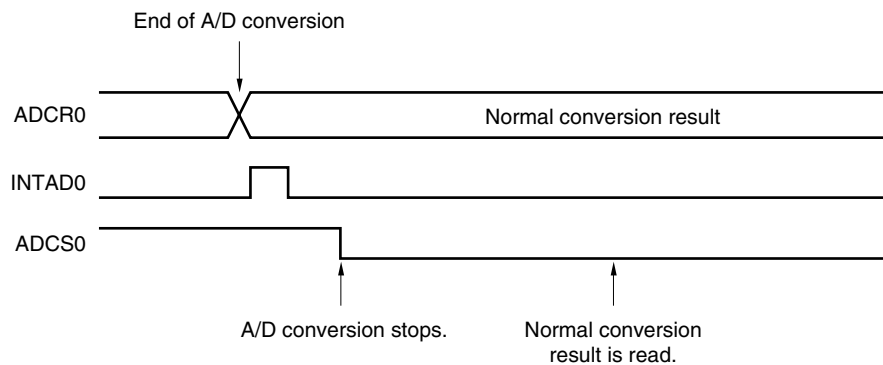 End of A/D conversion
ADCR0
Normal conversion result
INTAD0
ADCS0
A/D conversion stops.
Normal conversion
result is read.